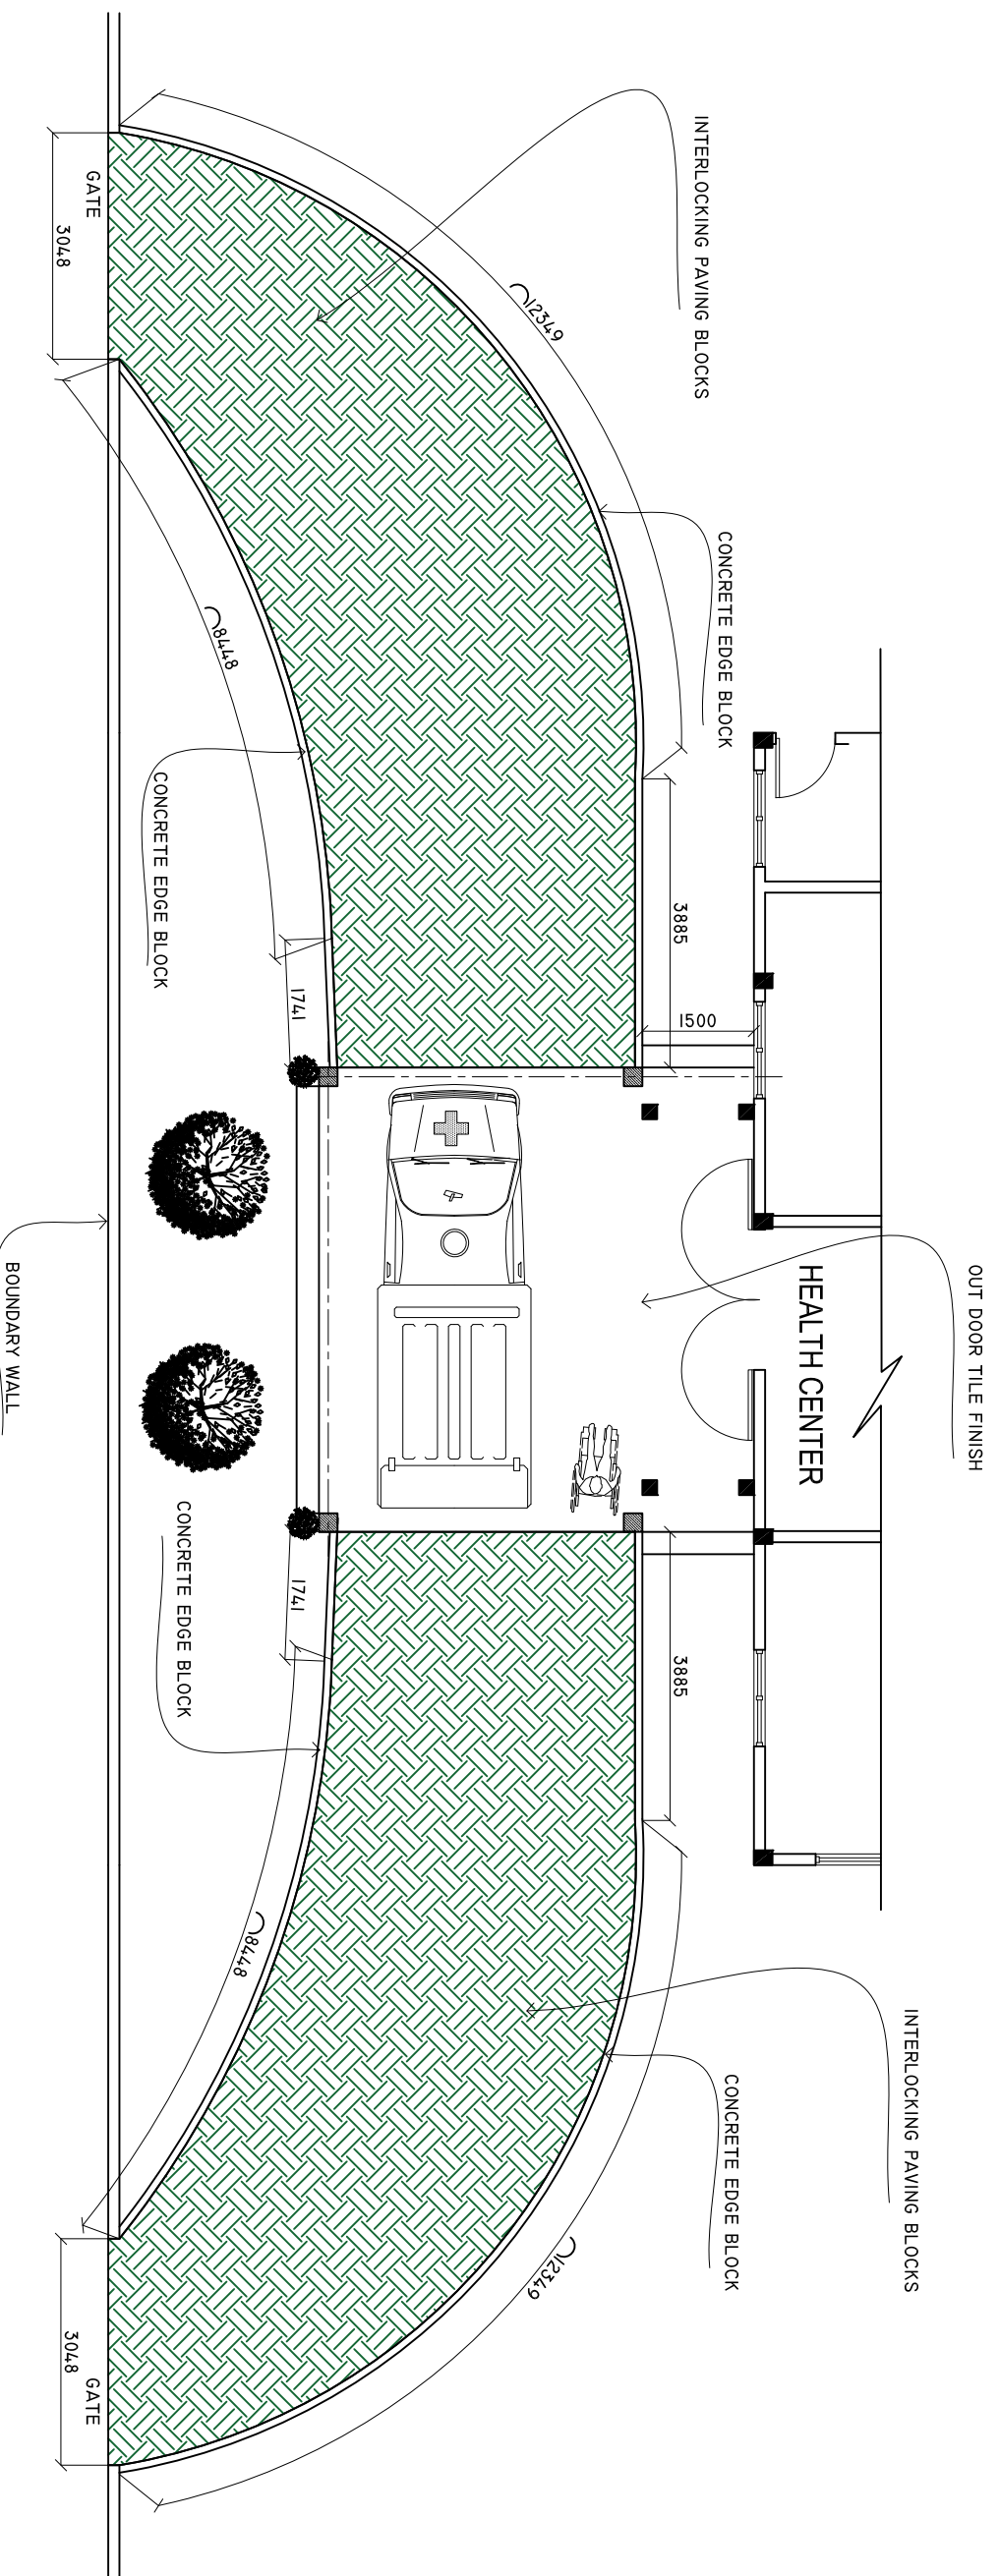 OUT DOOR TILE FINISH
INTERLOCKING PAVING BLOCKS
INTERLOCKING PAVING BLOCKS
HEALTH CENTER
CONCRETE EDGE BLOCK
CONCRETE EDGE BLOCK
1500
3885
3885
12349
12349
1741
1741
8448
8448
CONCRETE EDGE BLOCK
CONCRETE EDGE BLOCK
GATE
GATE
3048
3048
BOUNDARY WALL